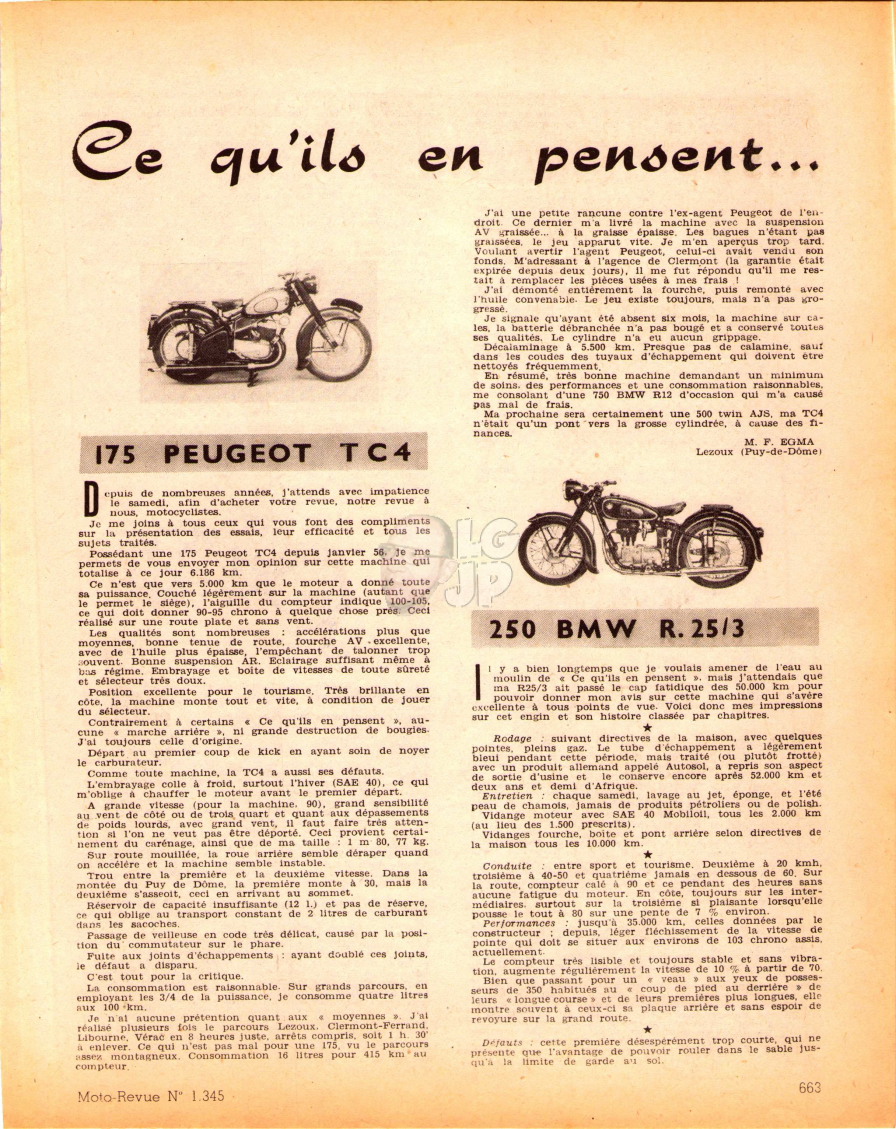 Ce qu'ils en pensent...
175 PEUGEOT TC4
Depuis de nombreuses années, j'attends avec impatience
le samedi, afin d'acheter votre revue, notre revue à
nous, motocyclistes.
Je me joins à tous ceux qui vous font des compliments
sur la présentation des essais, leur efficacité et tous les
sujets traités.
Possédant une 175 Peugeot TC4 depuis janvier 56, je me
permets de vous envoyer mon opinion sur cette machine qui
totalise à ce jour 6.186 km.
Ce n'est que vers 5.000 km que le moteur a donné toute
sa puissance. Couché légèrement sur la machine (autant que
le permet le siège), l'aiguille du compteur indique 100-105,
ce qui doit donner 90-95 chrono à quelque chose près. Ceci
réalisé sur une route plate et sans vent.
Les qualités sont nombreuses : accélérations plus que
moyennes, bonne tenue de route, fourche AV excellente,
avec de l'huile plus épaisse, l'empêchant de talonner trop
souvent. Bonne suspension AR. Eclairage suffisant même à
bas régime. Embrayage et boîte de vitesses de toute sûreté
et sélecteur très doux.
Position excellente pour le tourisme. Très brillante en
côte, la machine monte tout et vite, à condition de jouer
du sélecteur.
Contrairement à certains « Ce qu'ils en pensent », au-
cune « marche arrière », ni grande destruction de bougies.
J'ai toujours celle d'origine.
Départ au premier coup de kick en ayant soin de noyer
le carburateur.
Comme toute machine, la TC4 a aussi ses défauts.
L'embrayage colle à froid, surtout l'hiver (SAE 40), ce qui
m'oblige à chauffer le moteur avant le premier départ.
A grande vitesse (pour la machine, 90), grand sensibilité
au vent de côté ou de trois quart et quant aux dépassements
de poids lourds, avec grand vent, il faut faire très atten-
tion si l'on ne veut pas être déporté. Ceci provient certai-
nement du carénage, ainsi que de ma taille : 1 m 80, 77 kg.
Sur route mouillée, la roue arrière semble déraper quand
on accélère et la machine semble instable.
Trou entre la première et la deuxième vitesse. Dans la
montée du Puy de Dôme, la première monte à 30, mais la
deuxième s'asseoit, ceci en arrivant au sommet.
Réservoir de capacité insuffisante (12 l.) et pas de réserve,
ce qui oblige au transport constant de 2 litres de carburant
dans les sacoches.
Passage de veilleuse en code très délicat, causé par la posi-
tion du commutateur sur le phare.
Fuite aux joints d'échappements : ayant doublé ces joints,
le défaut a disparu.
C'est tout pour la critique.
La consommation est raisonnable. Sur grands parcours, en
employant les 3/4 de la puissance, je consomme quatre litres
aux 100 km.
Je n'ai aucune prétention quant aux « moyennes ». J'ai
réalisé plusieurs fois le parcours Lezoux, Clermont-Ferrand,
Libourne, Vérac en 8 heures juste, arrêts compris, soit 1 h. 30'
à enlever. Ce qui n'est pas mal pour une 175, vu le parcours
assez montagneux. Consommation 16 litres pour 415 km au
compteur.
J'ai une petite rancune contre l'ex-agent Peugeot de l'en-
droit. Ce dernier m'a livré la machine avec la suspension
AV graissée... à la graisse épaisse. Les bagues n'étant pas
graissées, le jeu apparut vite. Je m'en aperçus trop tard.
Voulant avertir l'agent Peugeot, celui-ci avait vendu son
fonds. M'adressant à l'agence de Clermont (la garantie était
expirée depuis deux jours), il me fut répondu qu'il me res-
tait à remplacer les pièces usées à mes frais !
J'ai démonté entièrement la fourche, puis remonté avec
l'huile convenable. Le jeu existe toujours, mais n'a pas gro-
gressé.
Je signale qu'ayant été absent six mois, la machine sur ca-
les, la batterie débranchée n'a pas bougé et a conservé toutes
ses qualités. Le cylindre n'a eu aucun grippage.
Décalaminage à 5.500 km. Presque pas de calamine, sauf
dans les coudes des tuyaux d'échappement qui doivent être
nettoyés fréquemment.
En résumé, très bonne machine demandant un minimum
de soins, des performances et une consommation raisonnables,
me consolant d'une 750 BMW R12 d'occasion qui m'a causé
pas mal de frais.
Ma prochaine sera certainement une 500 twin AJS, ma TC4
n'était qu'un pont vers la grosse cylindrée, à cause des fi-
nances.
M. F. EGMA
Lezoux (Puy-de-Dôme)
LG
JP
250 BMW R.25/3
Il y a bien longtemps que je voulais amener de l'eau au
moulin de « Ce qu'ils en pensent », mais j'attendais que
ma R25/3 ait passé le cap fatidique des 50.000 km pour
pouvoir donner mon avis sur cette machine qui s'avère
excellente à tous points de vue. Voici donc mes impressions
sur cet engin et son histoire classée par chapitres.
★
Rodage : suivant directives de la maison, avec quelques
pointes, pleins gaz. Le tube d'échappement a légèrement
bleui pendant cette période, mais traité (ou plutôt frotté)
avec un produit allemand appelé Autosol, a repris son aspect
de sortie d'usine et le conserve encore après 52.000 km et
deux ans et demi d'Afrique.
Entretien : chaque samedi, lavage au jet, éponge, et l'été
peau de chamois, jamais de produits pétroliers ou de polish.
Vidange moteur avec SAE 40 Mobiloil, tous les 2.000 km
(au lieu des 1.500 prescrits).
Vidanges fourche, boite et pont arrière selon directives de
la maison tous les 10.000 km.
★
Conduite : entre sport et tourisme. Deuxième à 20 kmh,
troisième à 40-50 et quatrième jamais en dessous de 60. Sur
la route, compteur calé à 90 et ce pendant des heures sans
aucune fatigue du moteur. En côte, toujours sur les inter-
médiaires, surtout sur la troisième si plaisante lorsqu'elle
pousse le tout à 80 sur une pente de 7 % environ.
Performances : jusqu'à 35.000 km, celles données par le
constructeur ; depuis, léger fléchissement de la vitesse de
pointe qui doit se situer aux environs de 103 chrono assis,
actuellement.
Le compteur très lisible et toujours stable et sans vibra-
tion, augmente régulièrement la vitesse de 10 % à partir de 70.
Bien que passant pour un « veau » aux yeux de posses-
seurs de 350 habitués au « coup de pied au derrière » de
leurs « longue course » et de leurs premières plus longues, elle
montre souvent à ceux-ci sa plaque arrière et sans espoir de
revoyure sur la grand route.
★
Défauts : cette première désespérément trop courte, qui ne
présente que l'avantage de pouvoir rouler dans le sable jus-
qu'à la limite de garde au sol.
Moto-Revue N° 1.345
663